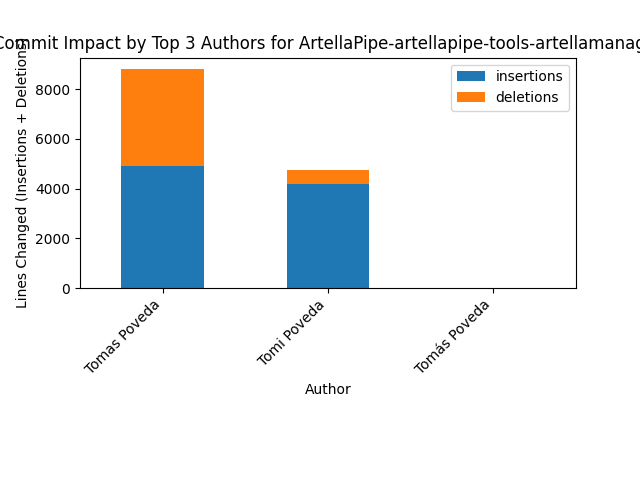 Commit Impact by Top 3 Authors for ArtellaPipe-artellapipe-tools-artellamanag
insertions
deletions
Lines Changed (Insertions + Deletions)
8000
6000
4000
2000
0
Tomas Poveda
Tomi Poveda
Tomás Poveda
Author